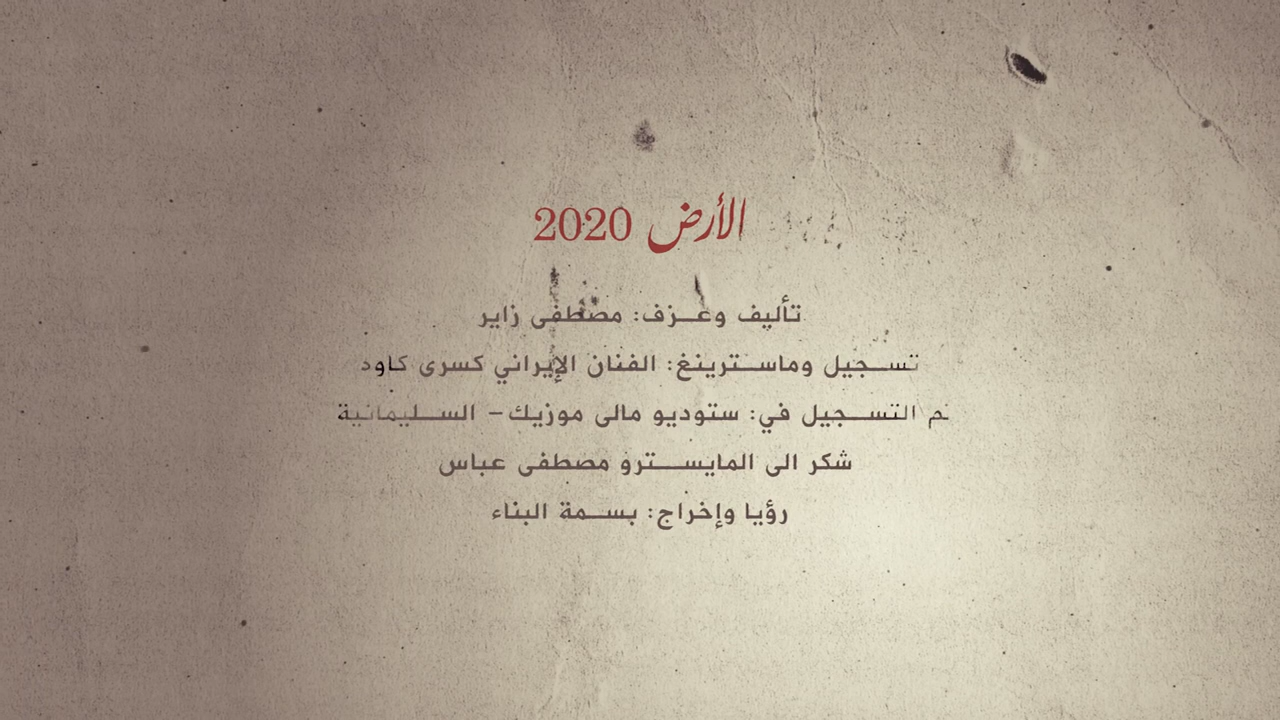 الأرض 2020
تأليف وعـزف: مصطفى زاير
تسـجيل وماسـترينغ: الفنان الإيراني كسرى كاود
تم التسـجيل في: ستوديو مالى موزيك – السـليمانية
شكر الى المايسـترو مصطفى عباس
رؤيا وإخراج: بسـمة البناء